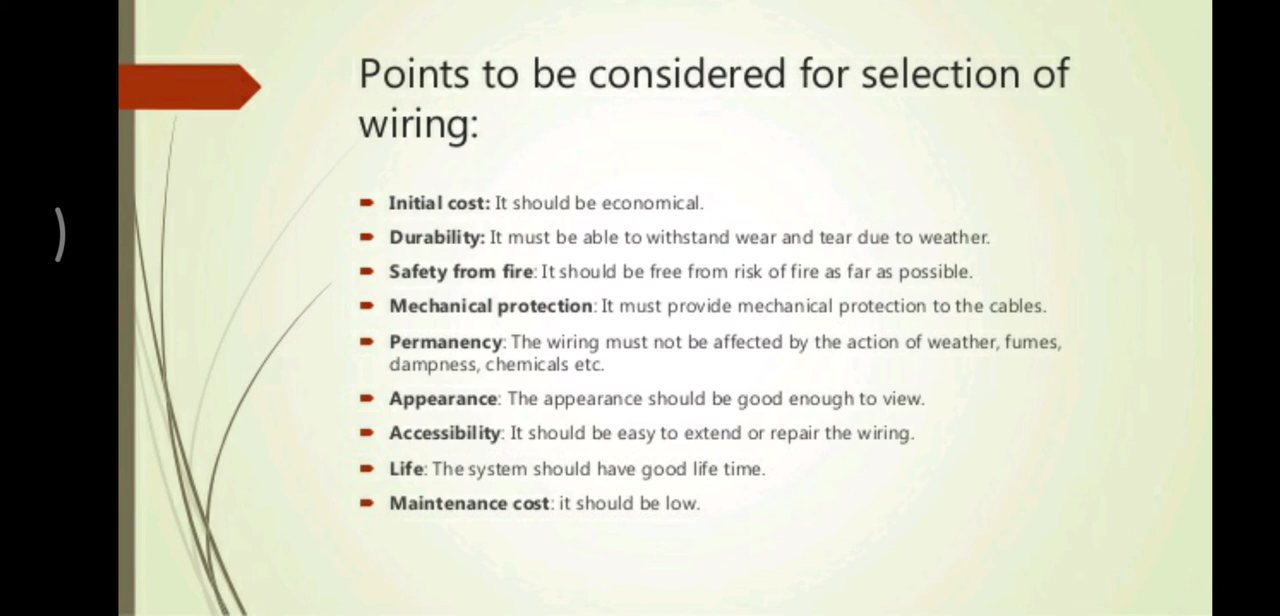 Points to be considered for selection of
wiring:
Initial cost: It should be economical.
Durability: It must be able to withstand wear and tear due to weather.
Safety from fire: It should be free from risk of fire as far as possible.
Mechanical protection: It must provide mechanical protection to the cables.
Permanency: The wiring must not be affected by the action of weather, fumes,
dampness, chemicals etc.
Appearance: The appearance should be good enough to view.
Accessibility: It should be easy to extend or repair the wiring.
Life: The system should have good life time.
Maintenance cost: it should be low.